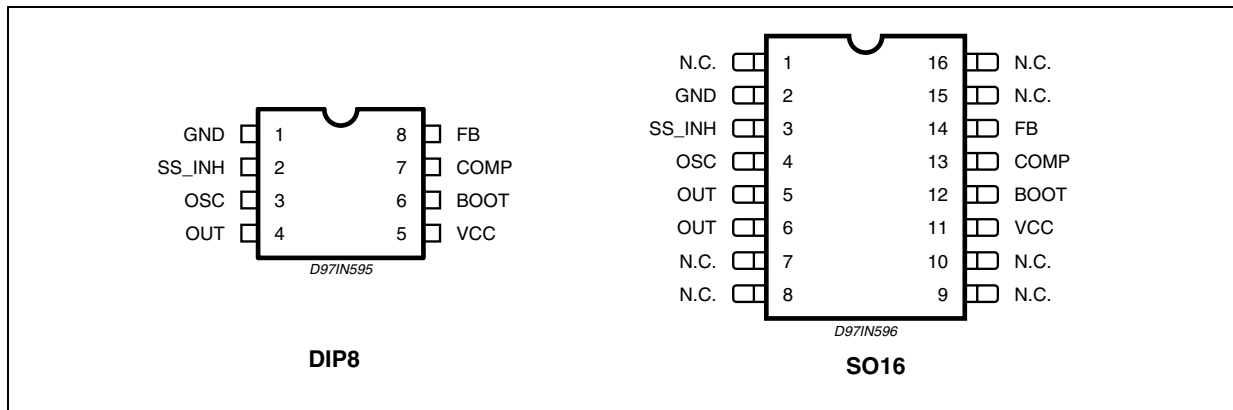 GND 1 8 FB
SS_INH 2 7 COMP
OSC 3 6 BOOT
OUT 4 5 VCC
D97IN595
DIP8
N.C. 1 16 N.C.
GND 2 15 N.C.
SS_INH 3 14 FB
OSC 4 13 COMP
OUT 5 12 BOOT
OUT 6 11 VCC
N.C. 7 10 N.C.
N.C. 8 9 N.C.
D97IN596
SO16